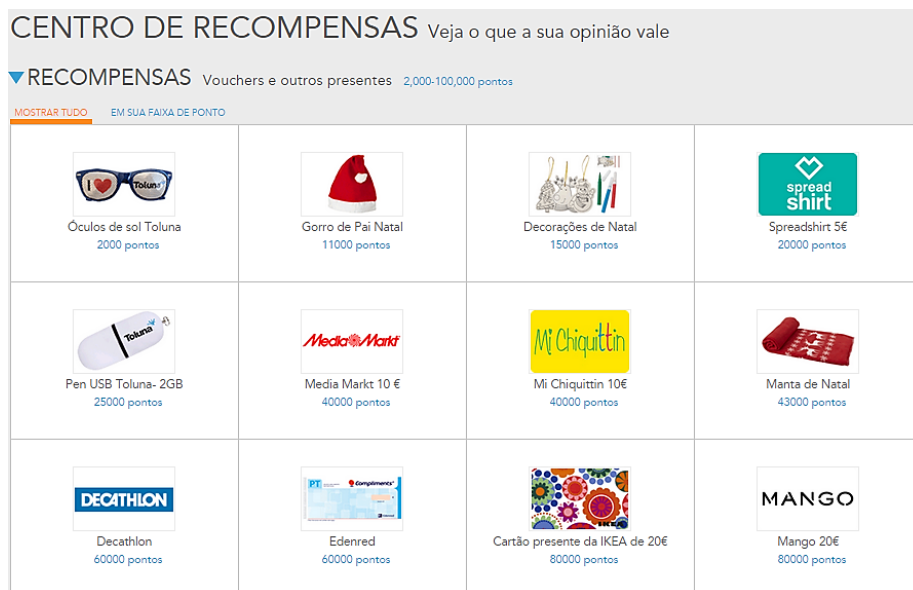 CENTRO DE RECOMPENSAS Veja o que a sua opinião vale
RECOMPENSAS Vouchers e outros presentes 2,000-100,000 pontos
MOSTRAR TUDO EM SUA FAIXA DE PONTO
I Toluna
spread
shirt
Óculos de sol Toluna
2000 pontos
Gorro de Pai Natal
11000 pontos
Decorações de Natal
15000 pontos
Spreadshirt 5€
20000 pontos
Toluna
Media Markt
Mi Chiquittin
Pen USB Toluna- 2GB
25000 pontos
Media Markt 10 €
40000 pontos
Mi Chiquittin 10€
40000 pontos
Manta de Natal
43000 pontos
DECATHLON
PT Compliments
IKEA
MANGO
Decathlon
60000 pontos
Edenred
60000 pontos
Cartão presente da IKEA de 20€
80000 pontos
Mango 20€
80000 pontos